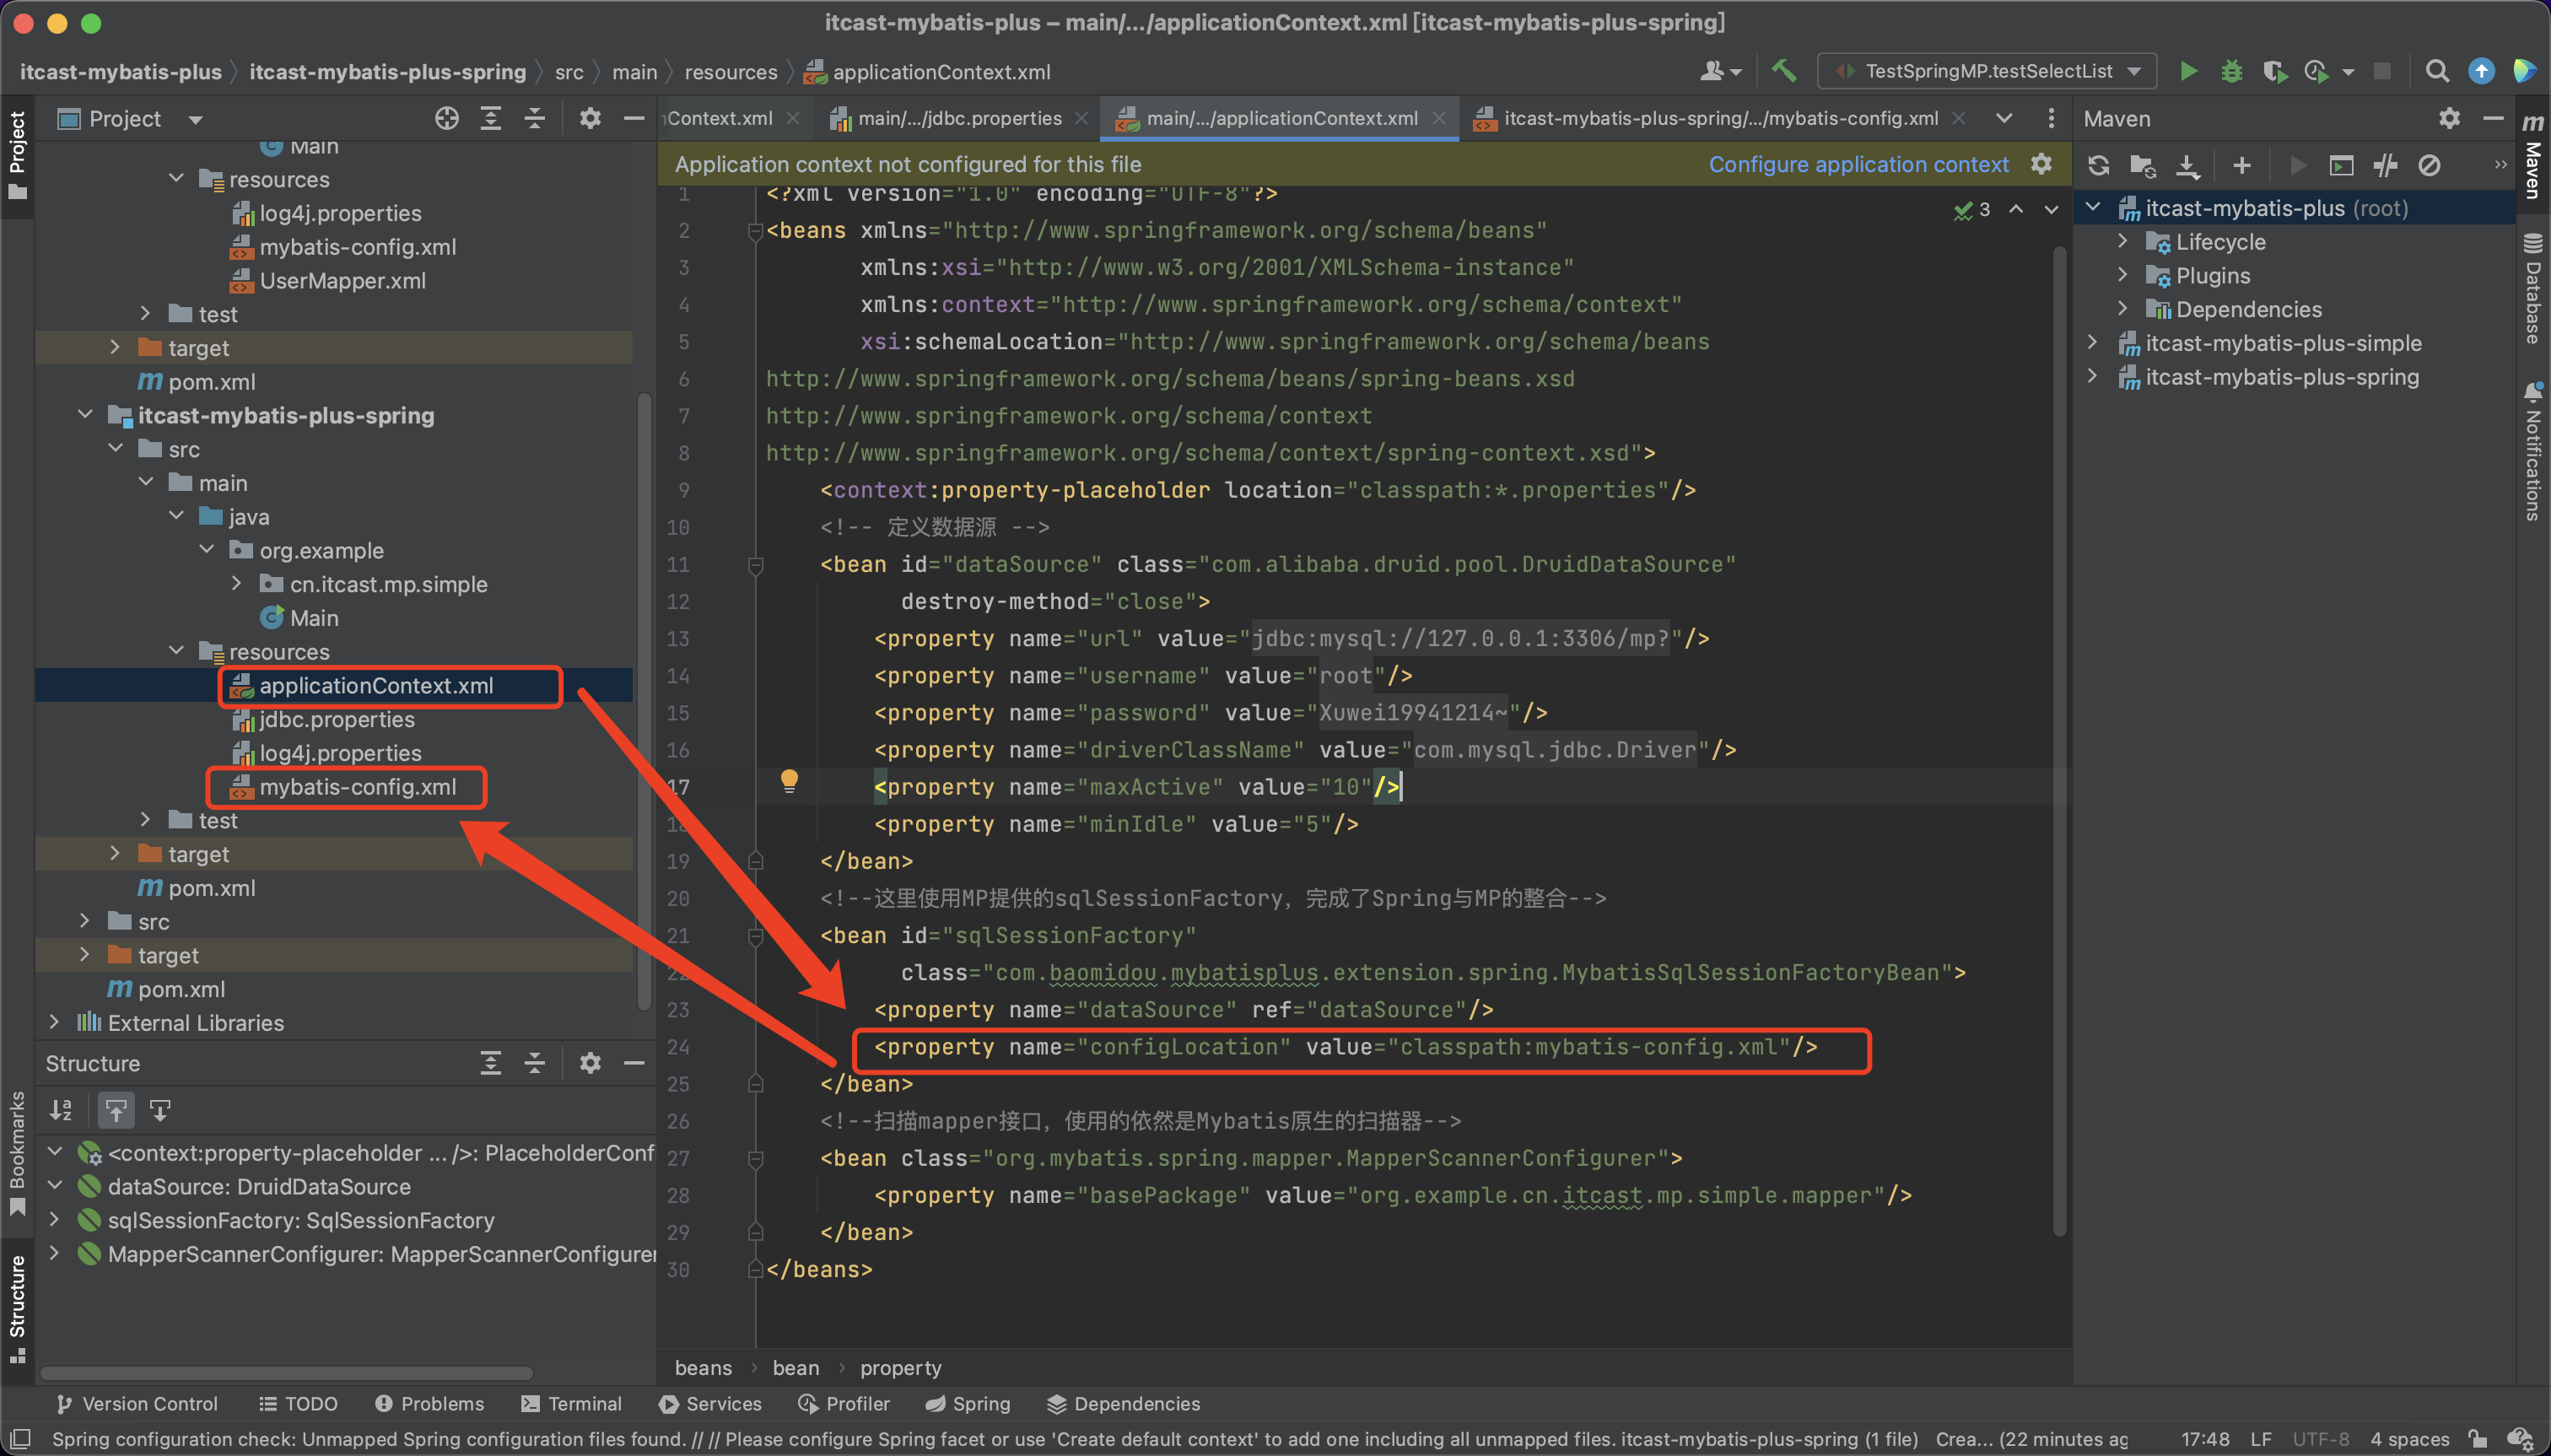 itcast-mybatis-plus – main/.../applicationContext.xml [itcast-mybatis-plus-spring]
itcast-mybatis-plus 〉 itcast-mybatis-plus-spring 〉 src 〉 main 〉 resources 〉 applicationContext.xml
TestSpringMP.testSelectList
Project
Project
Main
resources
log4j.properties
mybatis-config.xml
UserMapper.xml
test
target
pom.xml
itcast-mybatis-plus-spring
src
main
java
org.example
cn.itcast.mp.simple
Main
resources
applicationContext.xml
jdbc.properties
log4j.properties
mybatis-config.xml
test
target
pom.xml
src
target
pom.xml
External Libraries
Structure
<context:property-placeholder ... />: PlaceholderConf
dataSource: DruidDataSource
sqlSessionFactory: SqlSessionFactory
MapperScannerConfigurer: MapperScannerConfigurer
Bookmarks
Structure
nContext.xml
main/.../jdbc.properties
main/.../applicationContext.xml
itcast-mybatis-plus-spring/.../mybatis-config.xml
Application context not configured for this file
Configure application context
3
1 <?xml version="1.0" encoding="UTF-8"?>
2 <beans xmlns="http://www.springframework.org/schema/beans"
3 xmlns:xsi="http://www.w3.org/2001/XMLSchema-instance"
4 xmlns:context="http://www.springframework.org/schema/context"
5 xsi:schemaLocation="http://www.springframework.org/schema/beans
6 http://www.springframework.org/schema/beans/spring-beans.xsd
7 http://www.springframework.org/schema/context
8 http://www.springframework.org/schema/context/spring-context.xsd">
9 <context:property-placeholder location="classpath:*.properties"/>
10 <!-- 定义数据源 -->
11 <bean id="dataSource" class="com.alibaba.druid.pool.DruidDataSource"
12 destroy-method="close">
13 <property name="url" value="jdbc:mysql://127.0.0.1:3306/mp?"/>
14 <property name="username" value="root"/>
15 <property name="password" value="Xuwei19941214~"/>
16 <property name="driverClassName" value="com.mysql.jdbc.Driver"/>
17 <property name="maxActive" value="10"/>
18 <property name="minIdle" value="5"/>
19 </bean>
20 <!--这里使用MP提供的sqlSessionFactory，完成了Spring与MP的整合-->
21 <bean id="sqlSessionFactory"
22 class="com.baomidou.mybatisplus.extension.spring.MybatisSqlSessionFactoryBean">
23 <property name="dataSource" ref="dataSource"/>
24 <property name="configLocation" value="classpath:mybatis-config.xml"/>
25 </bean>
26 <!--扫描mapper接口，使用的依然是Mybatis原生的扫描器-->
27 <bean class="org.mybatis.spring.mapper.MapperScannerConfigurer">
28 <property name="basePackage" value="org.example.cn.itcast.mp.simple.mapper"/>
29 </bean>
30 </beans>
beans › bean › property
Maven
itcast-mybatis-plus (root)
Lifecycle
Plugins
Dependencies
itcast-mybatis-plus-simple
itcast-mybatis-plus-spring
Maven
Database
Notifications
Version Control
TODO
Problems
Terminal
Services
Profiler
Spring
Dependencies
Spring configuration check: Unmapped Spring configuration files found. // // Please configure Spring facet or use 'Create default context' to add one including all unmapped files. itcast-mybatis-plus-spring (1 file) Crea... (22 minutes ag
17:48 LF UTF-8 4 spaces